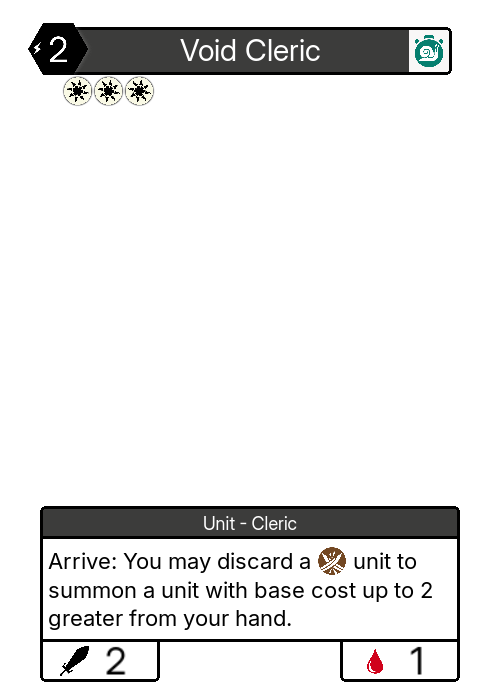 2 Void Cleric
Unit - Cleric
Arrive: You may discard a unit to
summon a unit with base cost up to 2
greater from your hand.
2 1